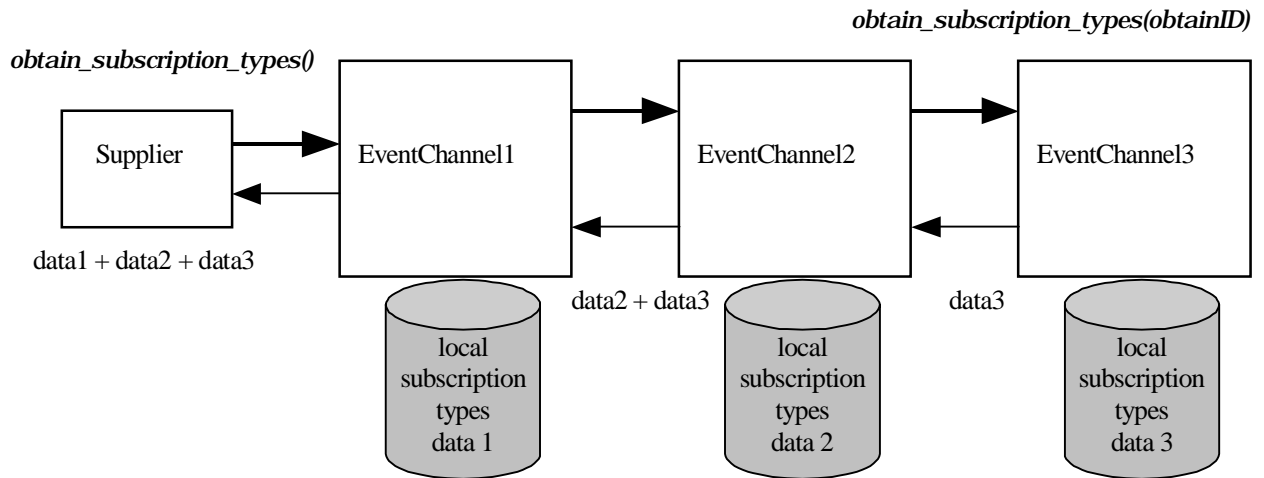 obtain_subscription_types(obtainID)
obtain_subscription_types()
Supplier
EventChannel1
EventChannel2
EventChannel3
data1 + data2 + data3
data2 + data3
data3
local
subscription
types
data 1
local
subscription
types
data 2
local
subscription
types
data 3